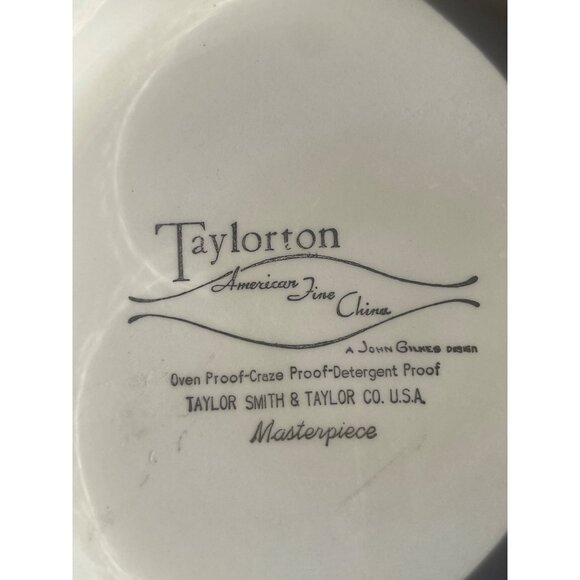 Taylorton
American Fine China
A JOHN GILKES DESIGN
Oven Proof-Craze Proof-Detergent Proof
TAYLOR SMITH & TAYLOR CO. U.S.A.
Masterpiece